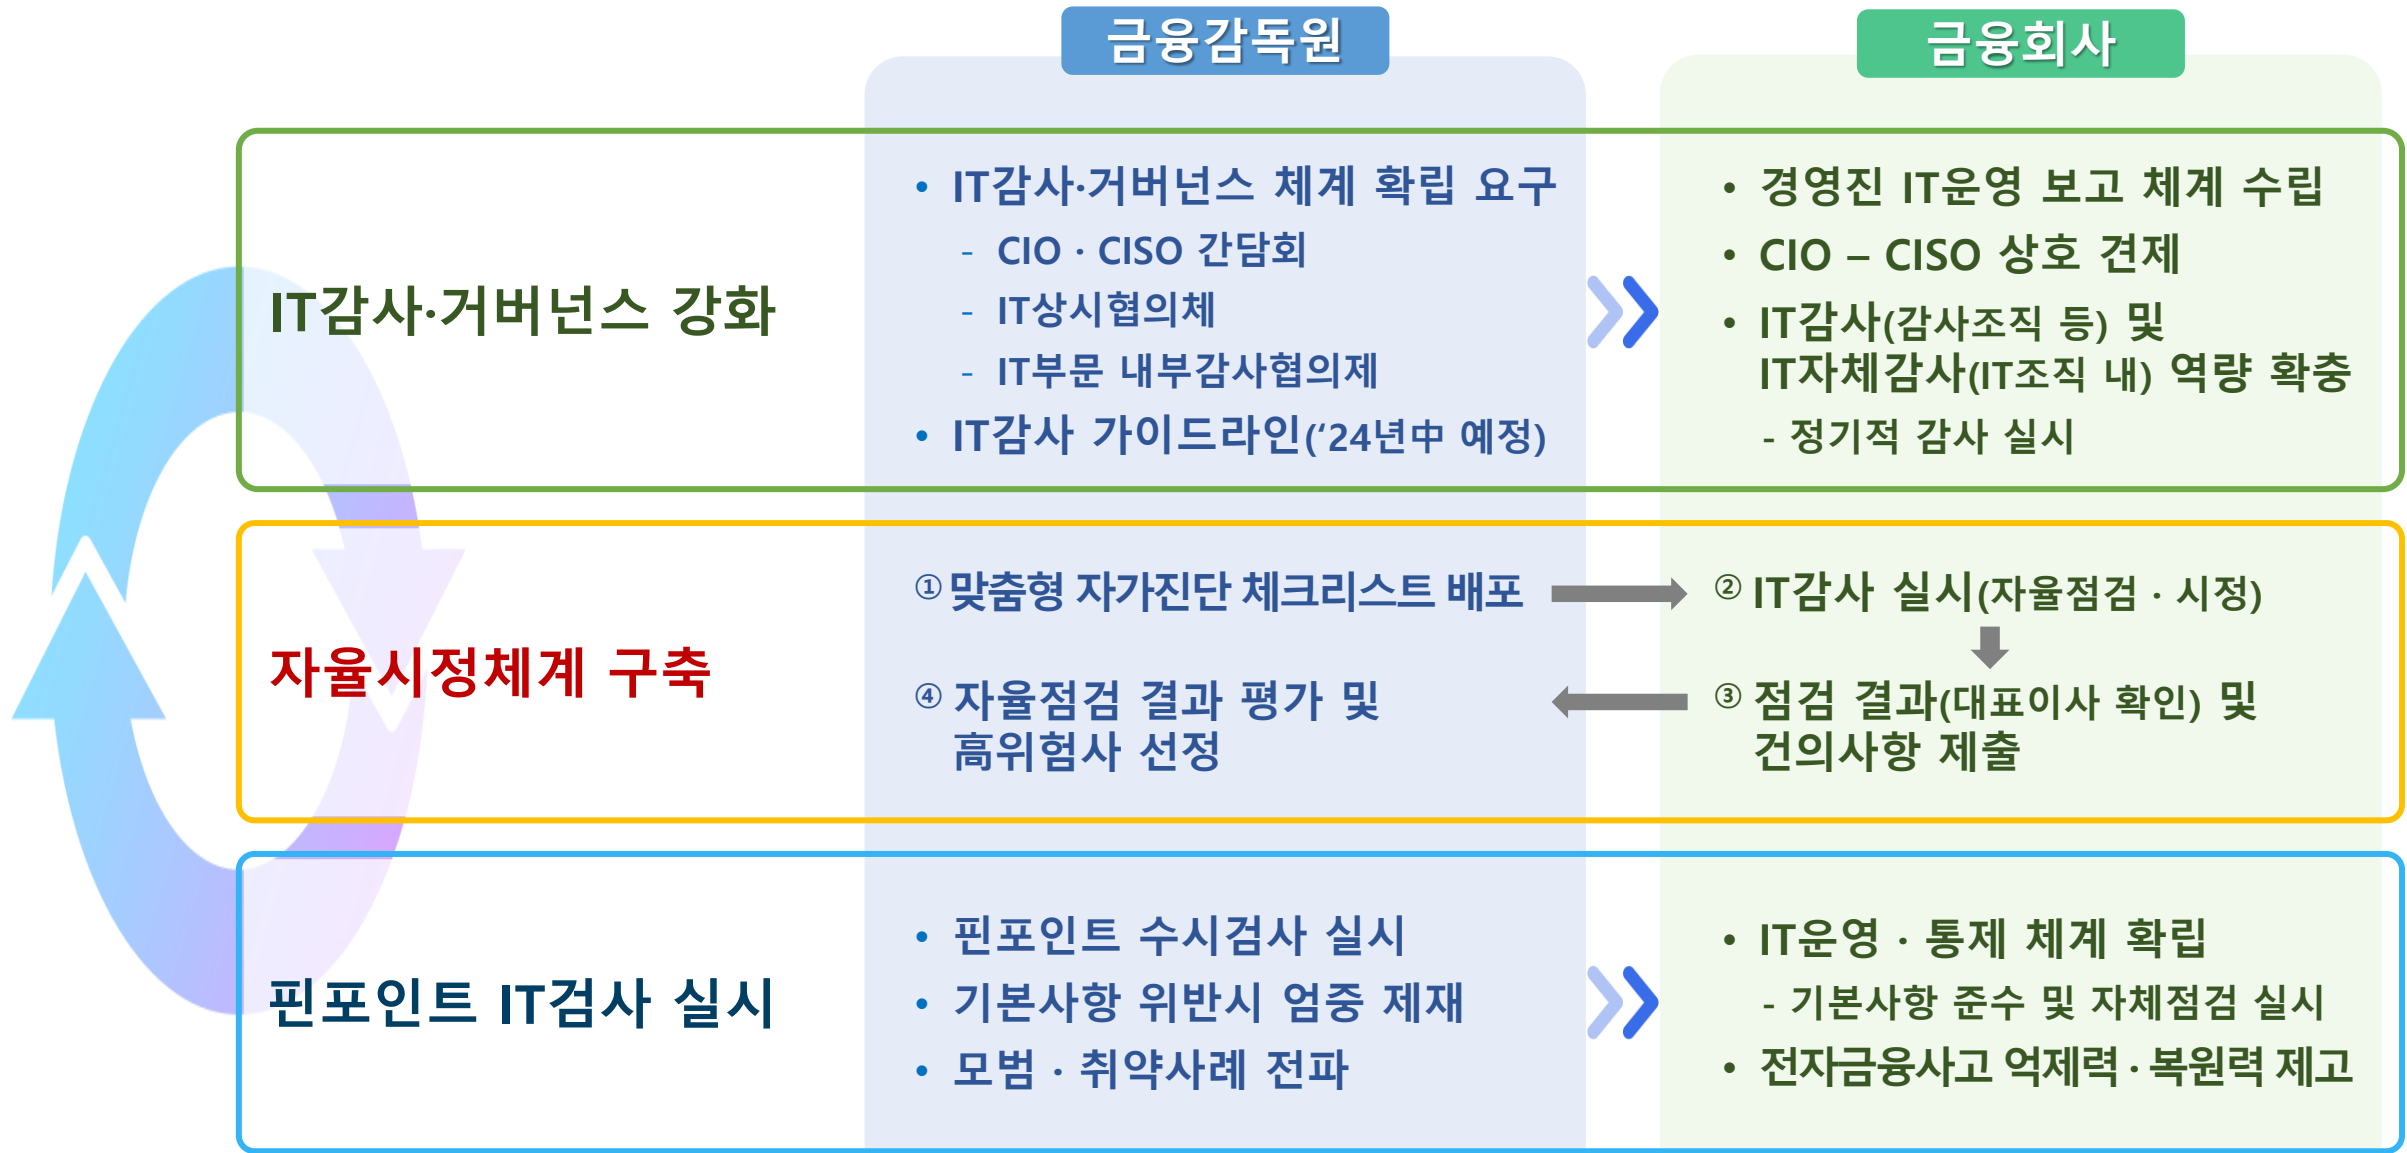 금융감독원
금융회사
IT감사·거버넌스 강화
• IT감사·거버넌스 체계 확립 요구
- CIO · CISO 간담회
- IT상시협의체
- IT부문 내부감사협의제
• IT감사 가이드라인(‘24년中 예정)
• 경영진 IT운영 보고 체계 수립
• CIO – CISO 상호 견제
• IT감사(감사조직 등) 및
IT자체감사(IT조직 내) 역량 확충
- 정기적 감사 실시
자율시정체계 구축
① 맞춤형 자가진단 체크리스트 배포
② IT감사 실시(자율점검 · 시정)
③ 점검 결과(대표이사 확인) 및
건의사항 제출
④ 자율점검 결과 평가 및
高위험사 선정
핀포인트 IT검사 실시
• 핀포인트 수시검사 실시
• 기본사항 위반시 엄중 제재
• 모범 · 취약사례 전파
• IT운영 · 통제 체계 확립
- 기본사항 준수 및 자체점검 실시
• 전자금융사고 억제력 · 복원력 제고